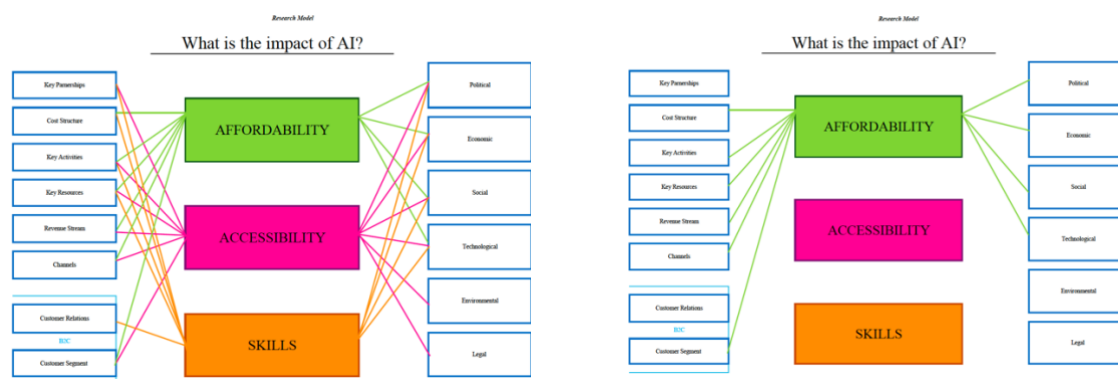 Research Model
What is the impact of AI?
Key Parnerships
Cost Structure
Key Activities
Key Resources
Revenue Stream
Channels
Customer Relations
B2C
Customer Segment
AFFORDABILITY
ACCESSIBILITY
SKILLS
Political
Economic
Social
Technological
Environmental
Legal
Research Model
What is the impact of AI?
Key Parnerships
Cost Structure
Key Activities
Key Resources
Revenue Stream
Channels
Customer Relations
B2C
Customer Segment
AFFORDABILITY
ACCESSIBILITY
SKILLS
Political
Economic
Social
Technological
Environmental
Legal